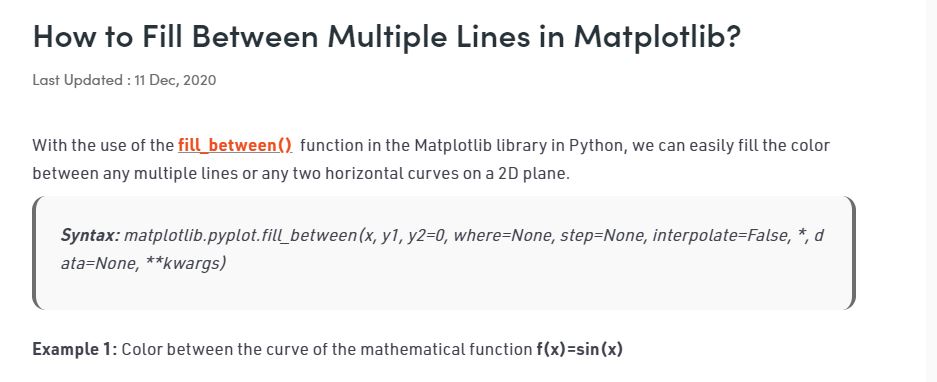 How to Fill Between Multiple Lines in Matplotlib?
Last Updated : 11 Dec, 2020
With the use of the fill_between() function in the Matplotlib library in Python, we can easily fill the color
between any multiple lines or any two horizontal curves on a 2D plane.
Syntax: matplotlib.pyplot.fill_between(x, y1, y2=0, where=None, step=None, interpolate=False, *, d
ata=None, **kwargs)
Example 1: Color between the curve of the mathematical function f(x)=sin(x)